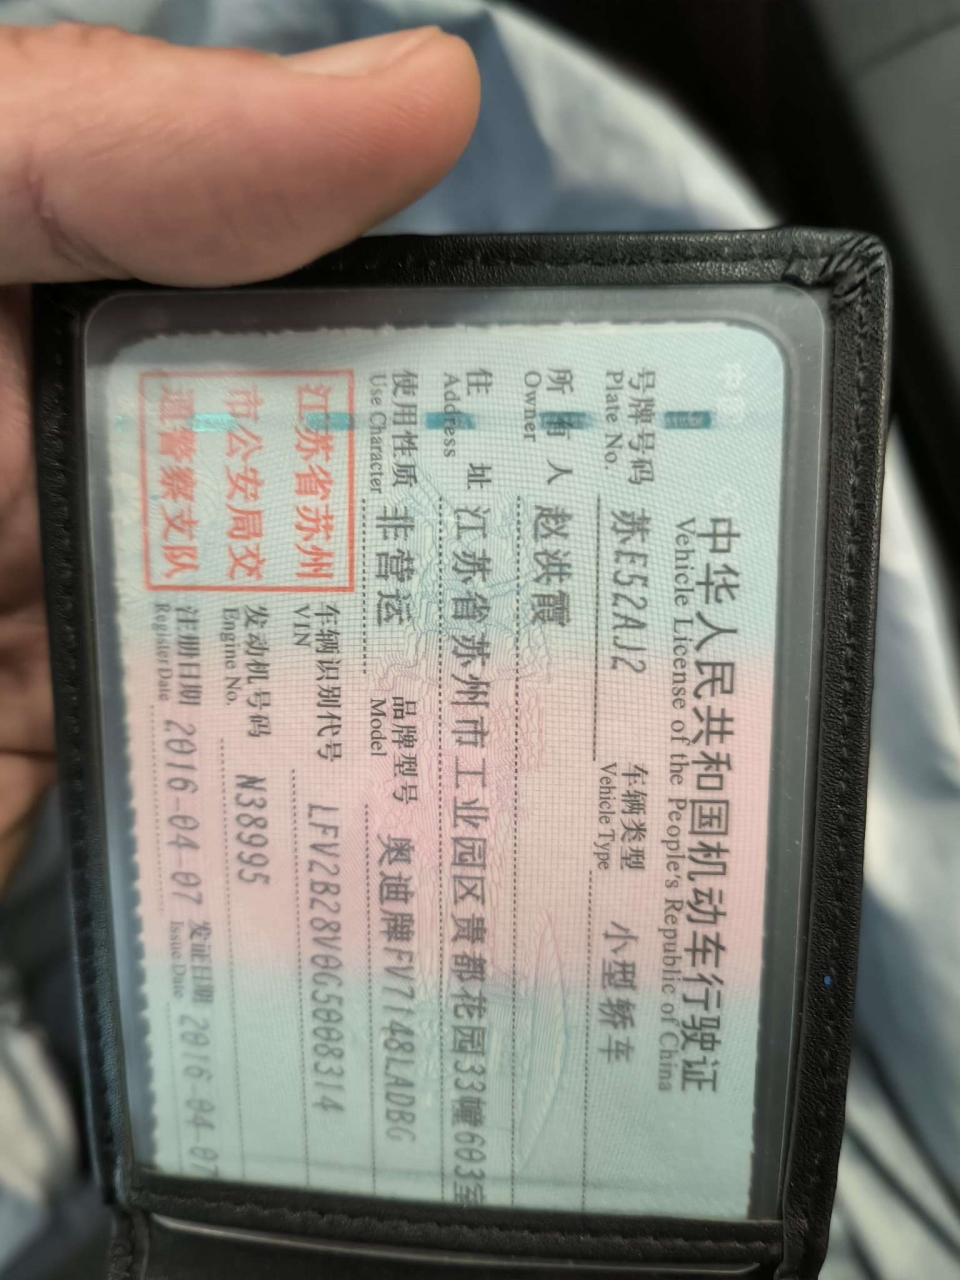 中华人民共和国机动车行驶证
Vehicle License of the People's Republic of China
号牌号码 苏E52AJ2 车辆类型 小型轿车
Plate No. Vehicle Type
所有人 赵洪霞
Owner
住址 江苏省苏州市工业园区贵都花园33幢603室
Address
使用性质 非营运 品牌型号 奥迪牌FV7148LADBG
Use Character Model
江苏省苏州
市公安局交
通警察支队
车辆识别代号 LFV2B28V0G5008314
VIN
发动机号码 N38995
Engine No.
注册日期 2016-04-07 发证日期 2016-04-07
Register Date Issue Date